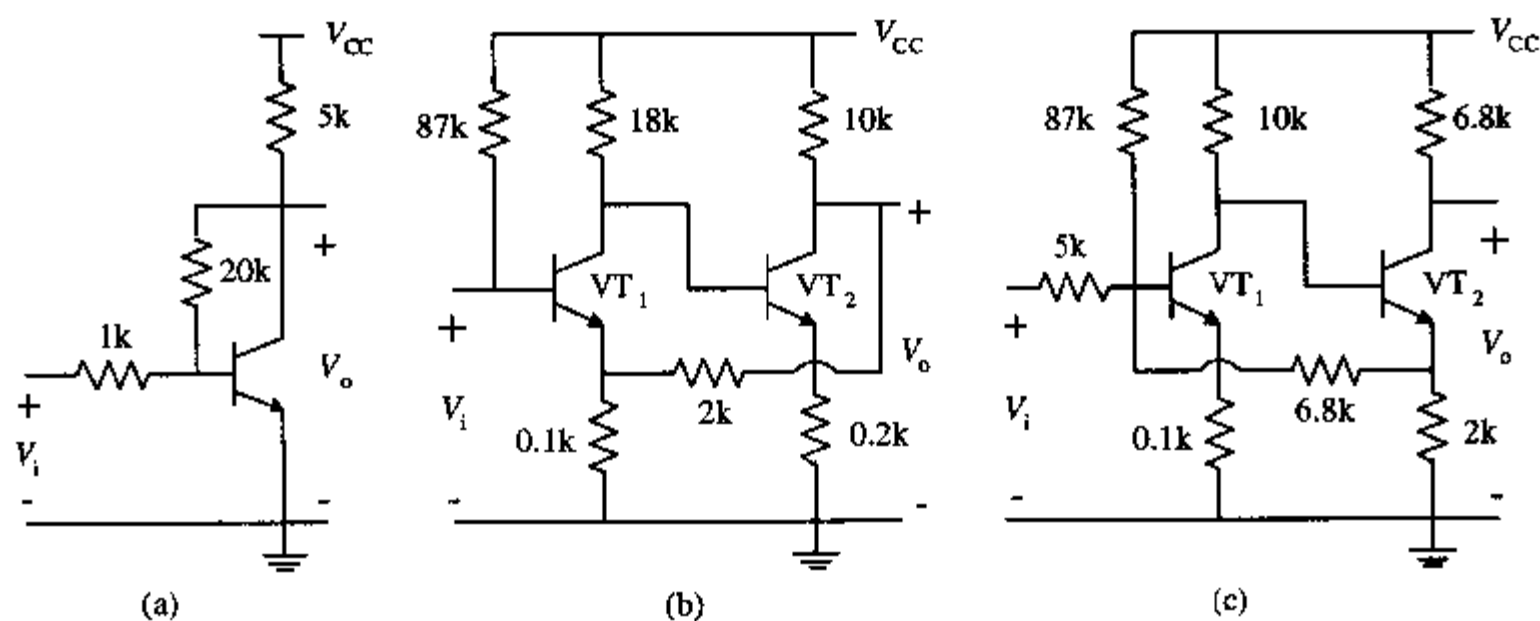 V_CC
5k
20k
1k
V_o
+
+
V_i
-
-
(a)
V_CC
87k
18k
10k
+
VT_1
VT_2
+
V_o
V_i
2k
0.1k
0.2k
-
-
(b)
V_CC
87k
10k
6.8k
5k
+
VT_1
VT_2
+
V_o
V_i
6.8k
0.1k
2k
-
-
(c)